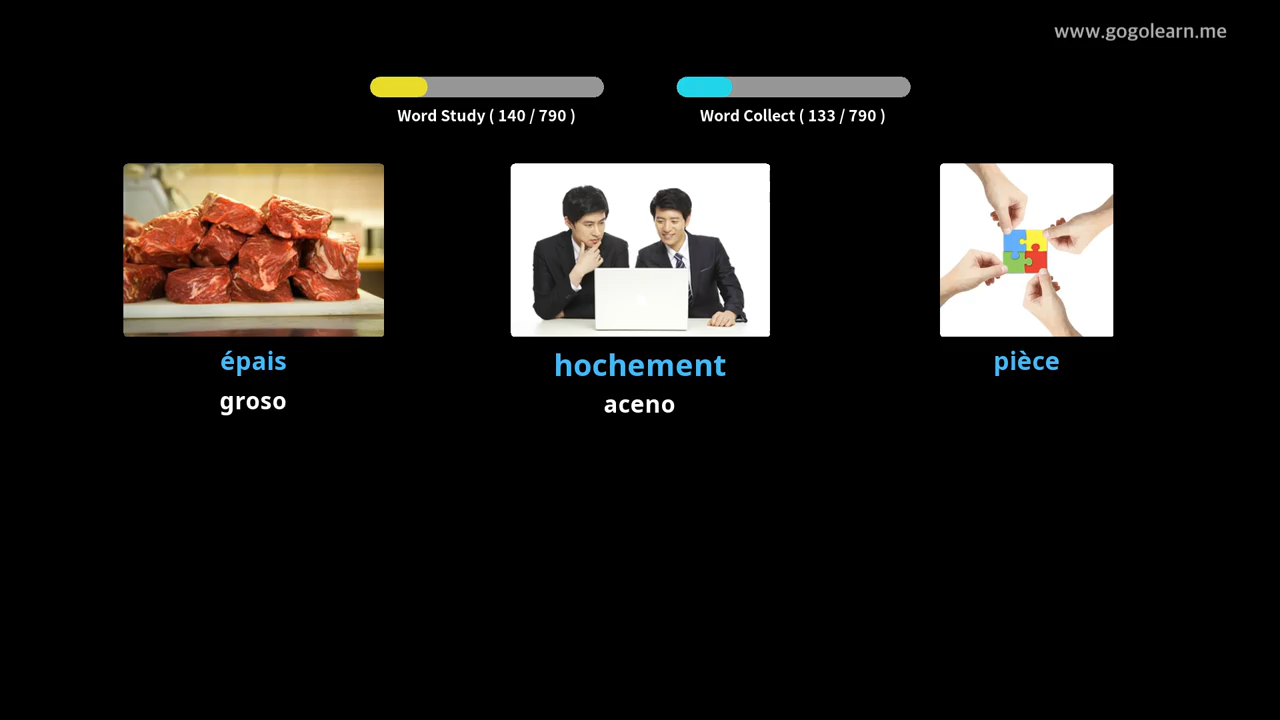 www.gogolearn.me
Word Study ( 140 / 790 )
Word Collect ( 133 / 790 )
épais
hochement
pièce
groso
aceno